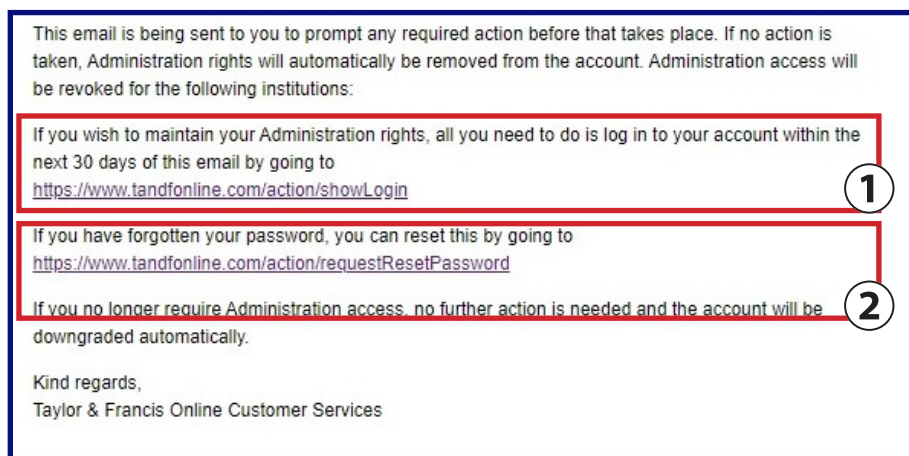 This email is being sent to you to prompt any required action before that takes place. If no action is
taken, Administration rights will automatically be removed from the account. Administration access will
be revoked for the following institutions:
If you wish to maintain your Administration rights, all you need to do is log in to your account within the
next 30 days of this email by going to
https://www.tandfonline.com/action/showLogin
1
If you have forgotten your password, you can reset this by going to
https://www.tandfonline.com/action/requestResetPassword
If you no longer require Administration access, no further action is needed and the account will be
2
downgraded automatically.
Kind regards,
Taylor & Francis Online Customer Services